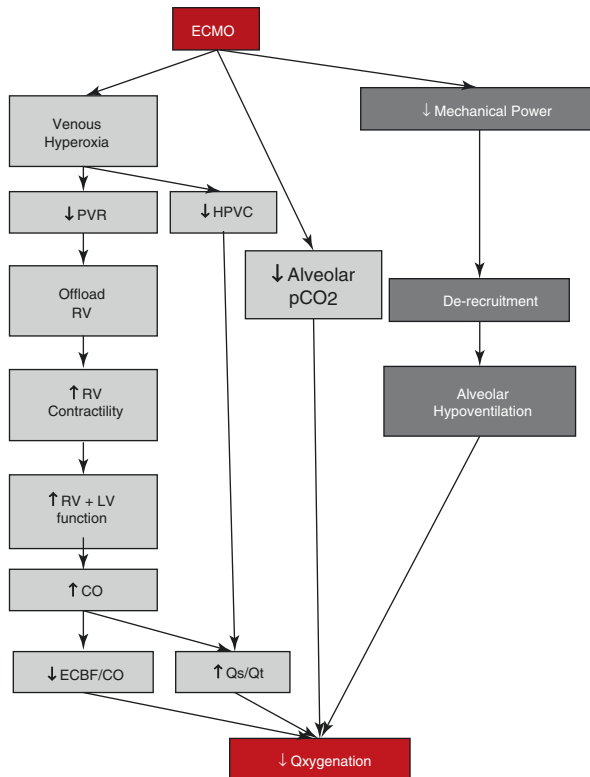 ECMO
Venous
Hyperoxia
↓ Mechanical Power
↓PVR
↓HPVC
↓Alveolar
pCO2
Offload
RV
De-recruitment
↑RV
Contractility
Alveolar
Hypoventilation
↑RV + LV
function
↑CO
↓ECBF/CO
↑Qs/Qt
↓ Qxygenation